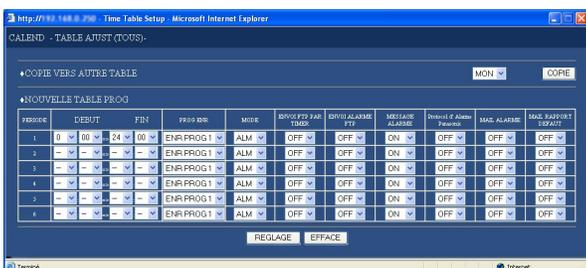 http://192.168.0.250 - Time Table Setup - Microsoft Internet Explorer
CALEND - TABLE AJUST (TOUS)-
♦COPIE VERS AUTRE TABLE MON COPIE
♦NOUVELLE TABLE PROG
PERIODE DEBUT FIN PROG ENR MODE ENVOI FTP PAR TIMER ENVOI ALARME FTP MESSAGE ALARME Protocol d'Alarme Panasonic MAIL ALARME MAIL RAPPORT DEFAUT
1 0 00 24 00 ENR PROG 1 ALM OFF OFF ON OFF OFF OFF
2 - - - - ENR PROG 1 ALM OFF OFF ON OFF OFF OFF
3 - - - - ENR PROG 1 ALM OFF OFF ON OFF OFF OFF
4 - - - - ENR PROG 1 ALM OFF OFF ON OFF OFF OFF
5 - - - - ENR PROG 1 ALM OFF OFF ON OFF OFF OFF
6 - - - - ENR PROG 1 ALM OFF OFF ON OFF OFF OFF
REGLAGE EFFACE
Terminé Internet